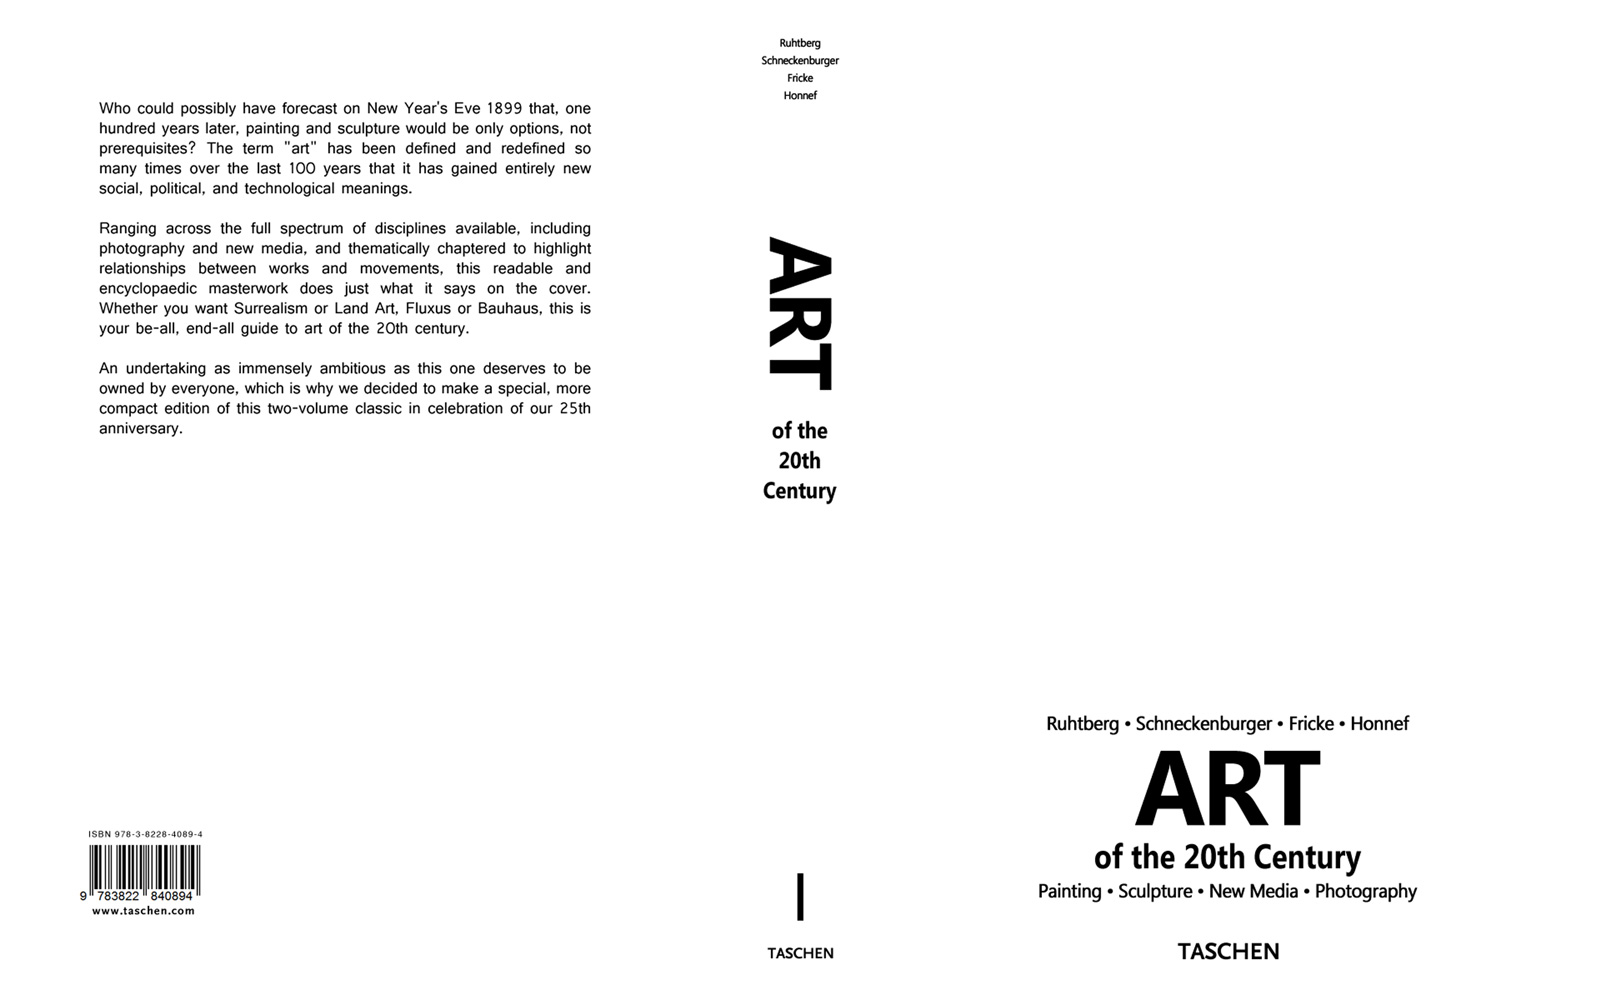 Who could possibly have forecast on New Year's Eve 1899 that, one
hundred years later, painting and sculpture would be only options, not
prerequisites? The term "art" has been defined and redefined so
many times over the last 100 years that it has gained entirely new
social, political, and technological meanings.
Ranging across the full spectrum of disciplines available, including
photography and new media, and thematically chaptered to highlight
relationships between works and movements, this readable and
encyclopaedic masterwork does just what it says on the cover.
Whether you want Surrealism or Land Art, Fluxus or Bauhaus, this is
your be-all, end-all guide to art of the 20th century.
An undertaking as immensely ambitious as this one deserves to be
owned by everyone, which is why we decided to make a special, more
compact edition of this two-volume classic in celebration of our 25th
anniversary.
ISBN 978-3-8228-4089-4
9 783822 840894
www.taschen.com
Ruhtberg
Schneckenburger
Fricke
Honnef
ART
of the
20th
Century
I
TASCHEN
Ruhtberg • Schneckenburger • Fricke • Honnef
ART
of the 20th Century
Painting • Sculpture • New Media • Photography
TASCHEN